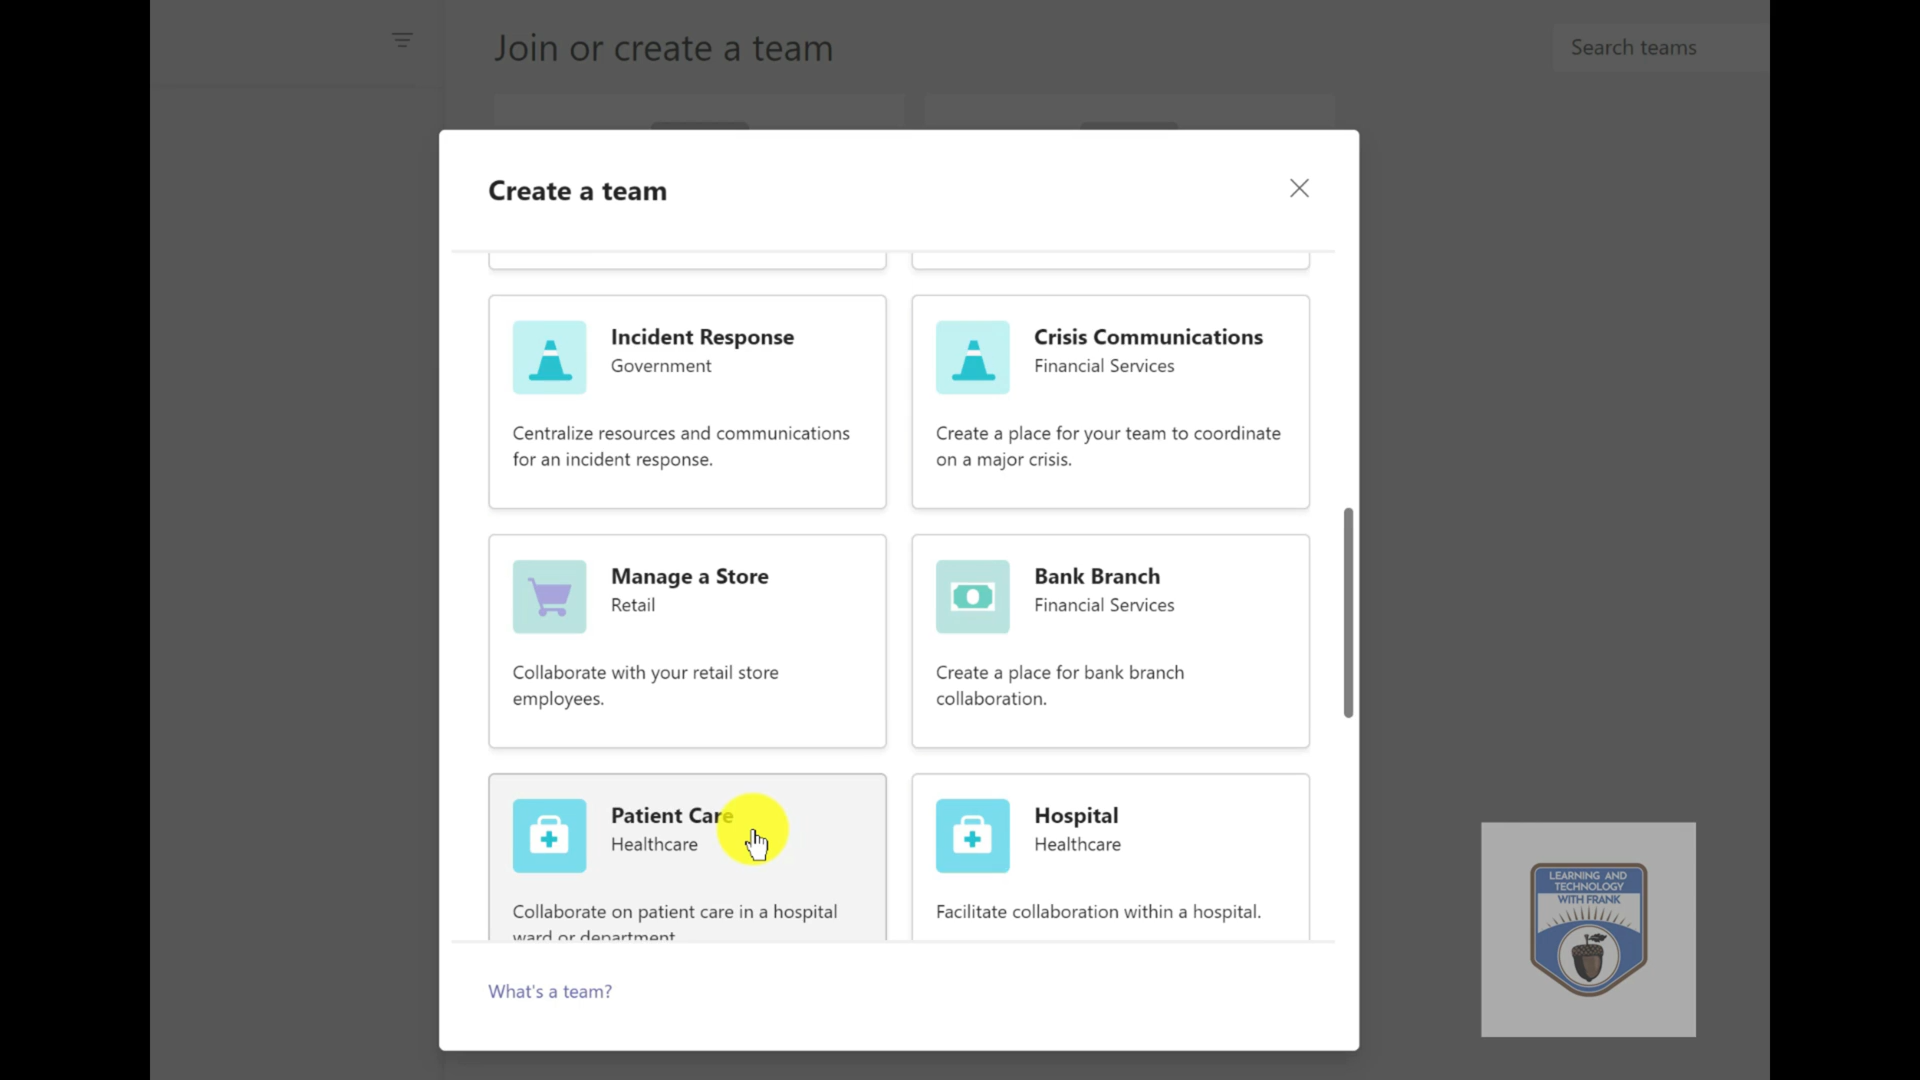 Join or create a team
Search teams
Create a team
Incident Response
Government
Centralize resources and communications
for an incident response.
Crisis Communications
Financial Services
Create a place for your team to coordinate
on a major crisis.
Manage a Store
Retail
Collaborate with your retail store
employees.
Bank Branch
Financial Services
Create a place for bank branch
collaboration.
Patient Care
Healthcare
Collaborate on patient care in a hospital
ward or department
Hospital
Healthcare
Facilitate collaboration within a hospital.
What's a team?
LEARNING AND
TECHNOLOGY
WITH FRANK